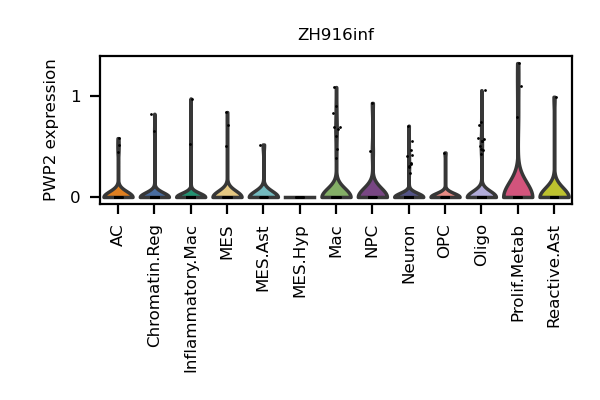 ZH916inf
PWP2 expression
1
0
AC
Chromatin.Reg
Inflammatory.Mac
MES
MES.Ast
MES.Hyp
Mac
NPC
Neuron
OPC
Oligo
Prolif.Metab
Reactive.Ast